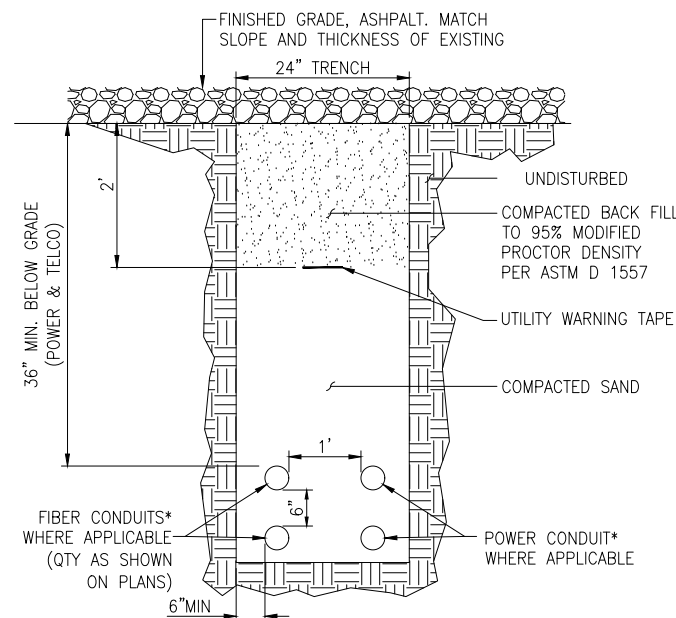 FINISHED GRADE, ASHPALT. MATCH
SLOPE AND THICKNESS OF EXISTING
24" TRENCH
2'
36" MIN. BELOW GRADE
(POWER & TELCO)
UNDISTURBED
COMPACTED BACK FILL
TO 95% MODIFIED
PROCTOR DENSITY
PER ASTM D 1557
UTILITY WARNING TAPE
COMPACTED SAND
1'
6"
FIBER CONDUITS*
WHERE APPLICABLE
(QTY AS SHOWN
ON PLANS)
POWER CONDUIT*
WHERE APPLICABLE
6"MIN